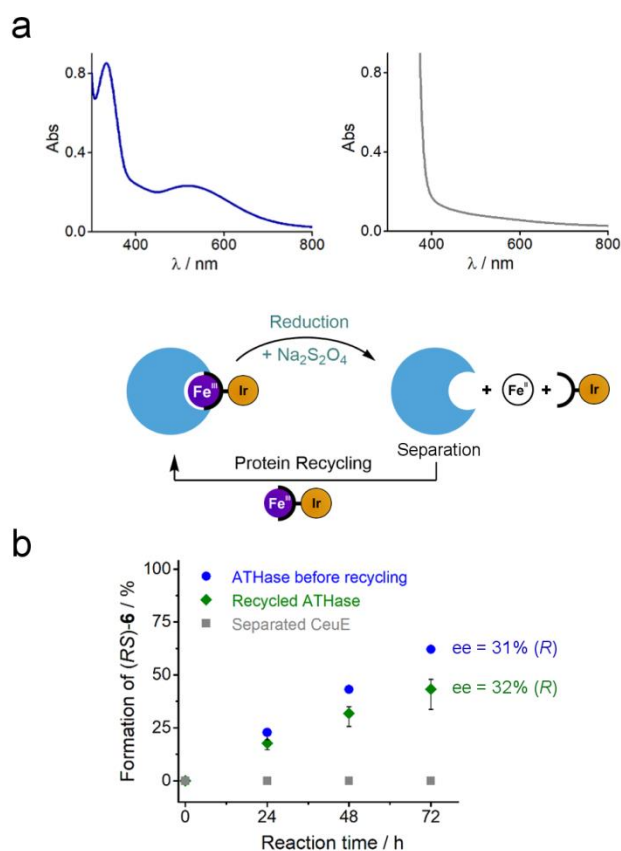 a
0.8
0.4
0.0
Abs
400
600
800
λ / nm
0.8
0.4
0.0
Abs
400
600
800
λ / nm
Reduction
+ Na₂S₂O₄
Feᴵᴵᴵ
Ir
+ Feᴵᴵ + Ir
Separation
Protein Recycling
Feᴵᴵᴵ
Ir
b
100
75
50
25
0
Formation of (RS)-6 / %
ATHase before recycling
Recycled ATHase
Separated CeuE
ee = 31% (R)
ee = 32% (R)
0
24
48
72
Reaction time / h